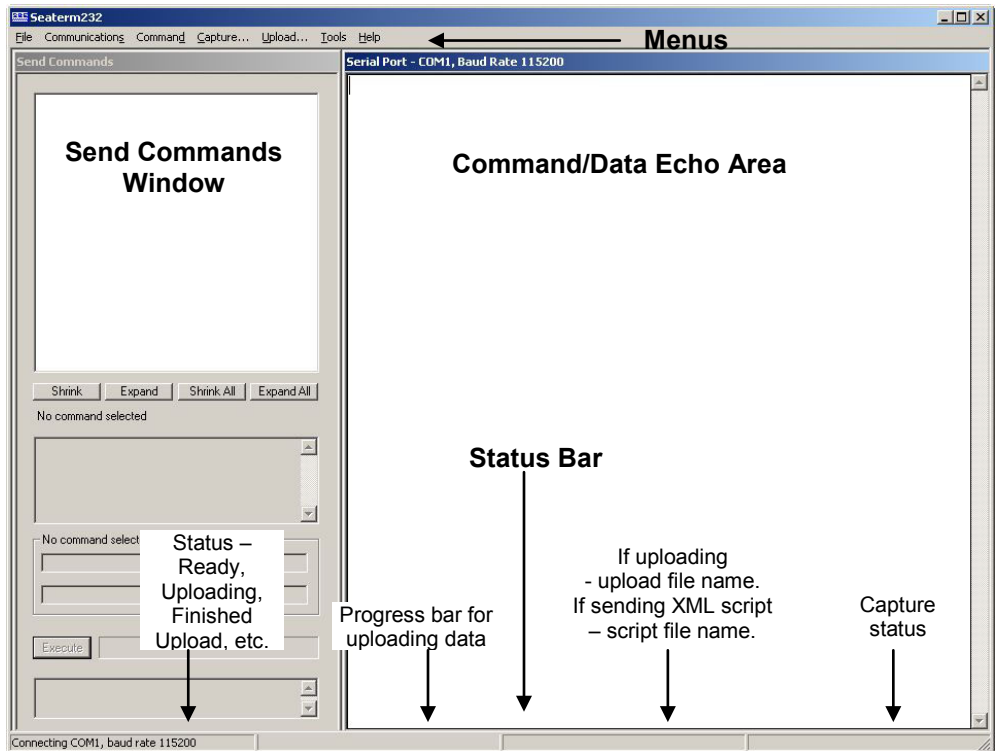 Seaterm232
File Communications Command Capture... Upload... Tools Help
Menus
Send Commands
Serial Port - COM1, Baud Rate 115200
Send Commands
Window
Command/Data Echo Area
Shrink Expand Shrink All Expand All
No command selected
Status Bar
No command select
Status –
Ready,
Uploading,
Finished
Upload, etc.
Execute
Progress bar for
uploading data
If uploading
- upload file name.
If sending XML script
– script file name.
Capture
status
Connecting COM1, baud rate 115200